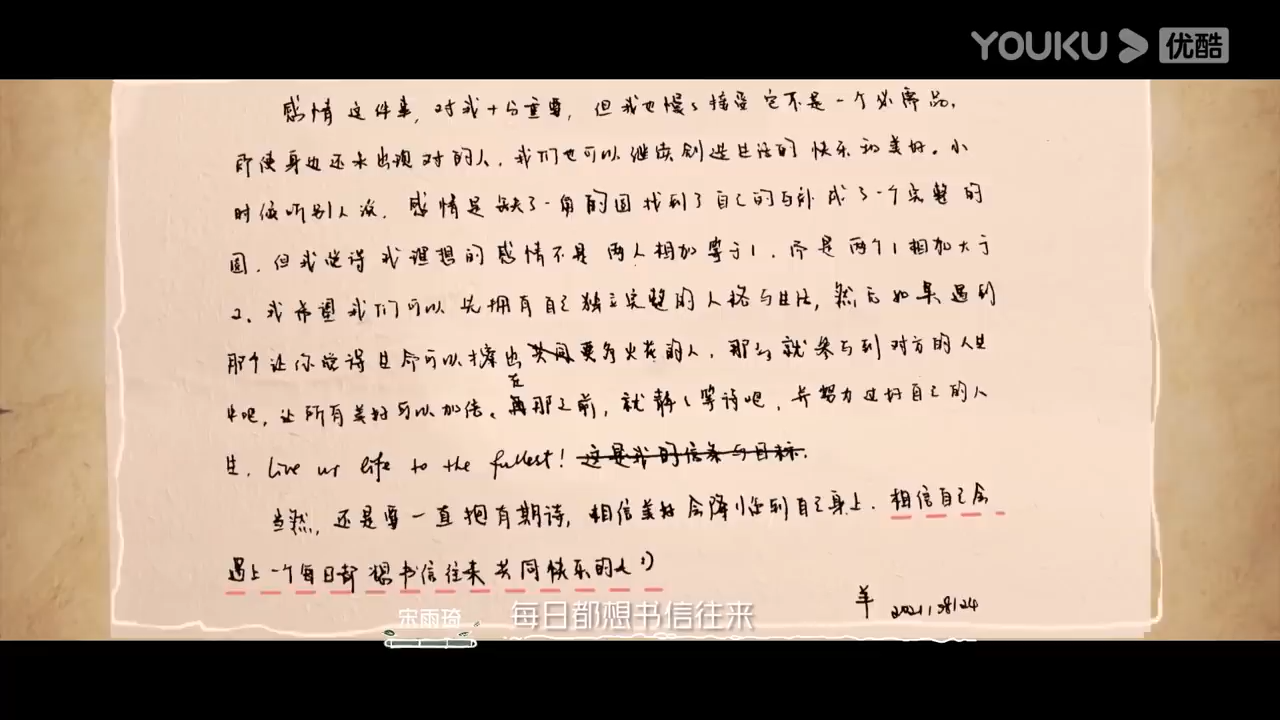 YOUKU 优酷
感情这件事，对我十分重要，但我也慢慢接受它不是一个必需品。
即使身边还未出现对的人，我们也可以继续创造生活的快乐和美好。小
时候听别人说，感情是缺了一角的圆找到了自己的另外 成了一个完整的
圆，但我觉得我理想的感情不是两人相加等于1，而是两个1相加大于
2。我希望我们可以先拥有自己独立完整的人格与生活，然后如果遇到
那个让你觉得生命可以擦出 更多火花的人，那么就参与到对方的人生
中吧，让所有美好可以加倍。在那之前，就静静等待吧，并努力过好自己的人
生。Live ur life to the fullest! 这是我的信条与目标.
当然，还是要一直抱有期待，相信美好会降临到自己身上。相信自己会
遇上一个每日都想书信往来共同快乐的人:)
羊 2021/08/24
宋雨琦 每日都想书信往来